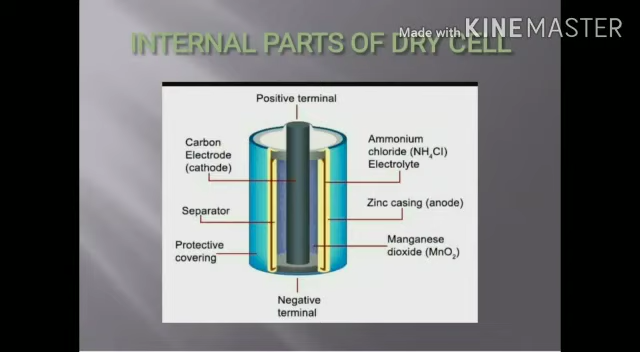 Made with KINEMASTER
INTERNAL PARTS OF DRY CELL
Positive terminal
Carbon
Electrode
(cathode)
Separator
Protective
covering
Ammonium
chloride (NH₄Cl)
Electrolyte
Zinc casing (anode)
Manganese
dioxide (MnO₂)
Negative
terminal